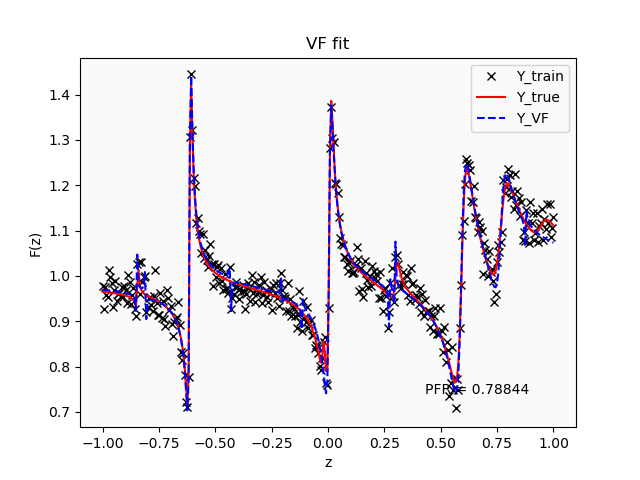 VF fit
Y_train
Y_true
Y_VF
F(z)
1.4
1.3
1.2
1.1
1.0
0.9
0.8
0.7
PFR = 0.78844
−1.00 −0.75 −0.50 −0.25 0.00 0.25 0.50 0.75 1.00
z